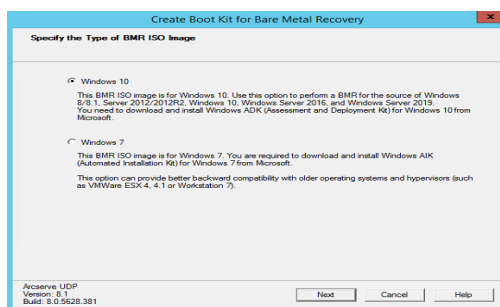 Create Boot Kit for Bare Metal Recovery
x
Specify the Type of BMR ISO Image
Windows 10
This BMR ISO image is for Windows 10. Use this option to perform a BMR for the source of Windows
8/8.1, Server 2012/2012R2, Windows 10, Windows Server 2016, and Windows Server 2019.
You need to download and install Windows ADK (Assessment and Deployment Kit) for Windows 10 from
Microsoft.
Windows 7
This BMR ISO image is for Windows 7. You are required to download and install Windows AIK
(Automated Installation Kit) for Windows 7 from Microsoft.
This option can provide better backward compatibility with older operating systems and hypervisors (such
as VMWare ESX 4, 4.1 or Workstation 7).
Arcserve UDP
Version: 8.1
Build: 8.0.5628.381
Next Cancel Help